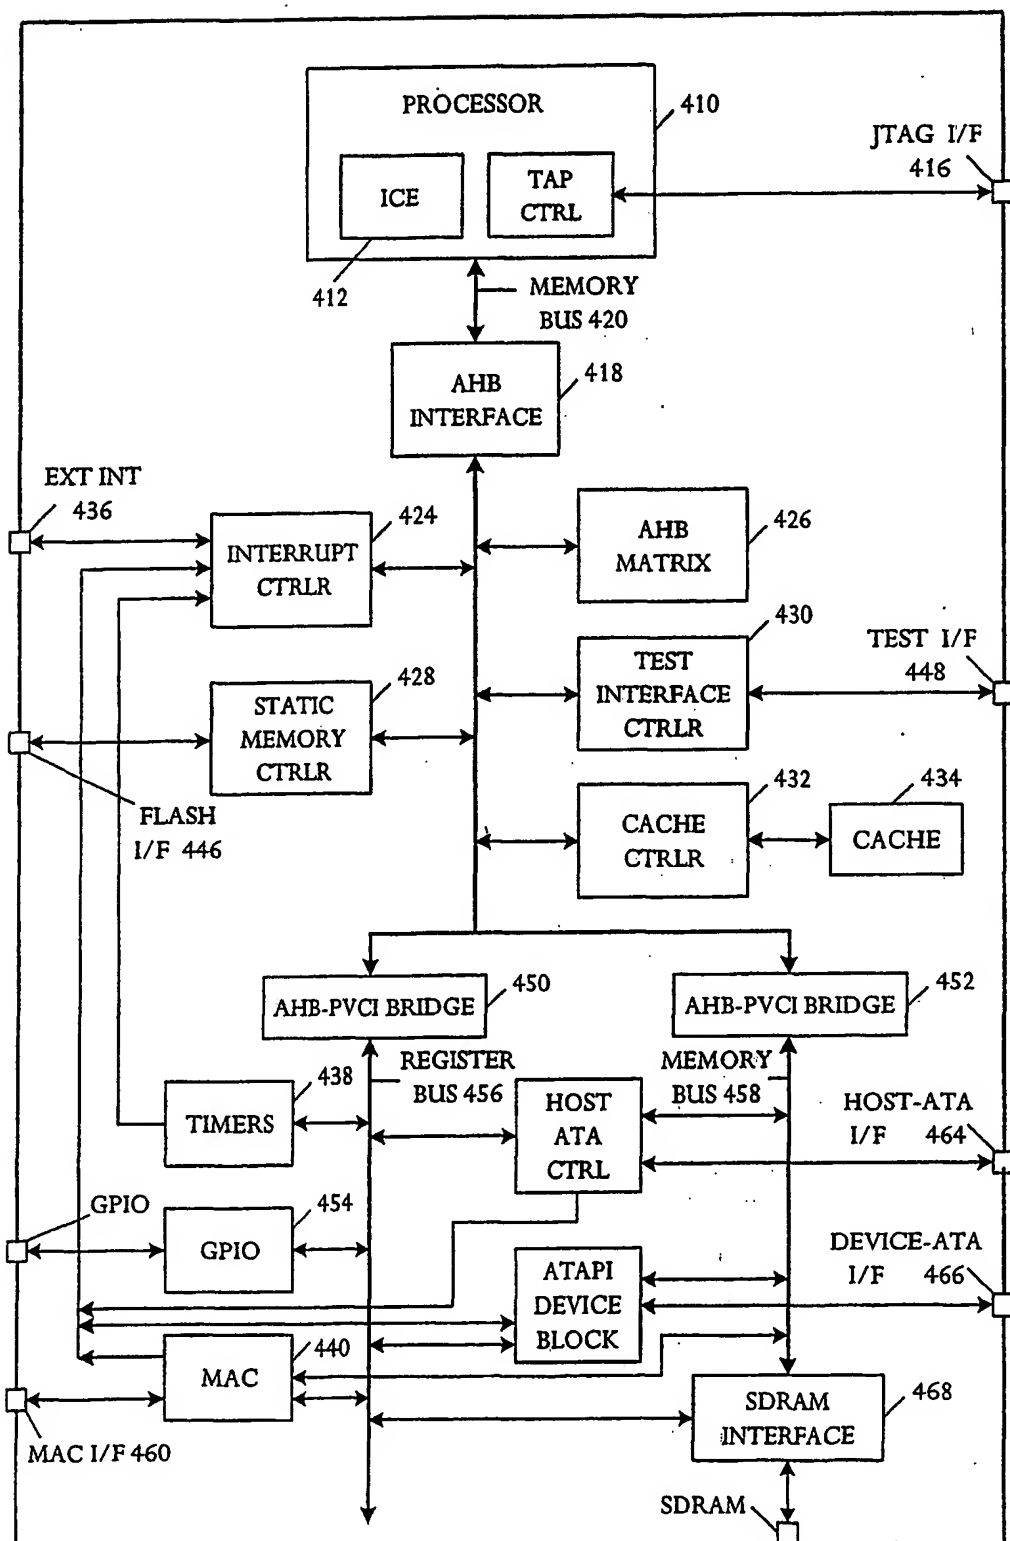 PROCESSOR
410
ICE
TAP
CTRL
412
JTAG I/F
416
MEMORY
BUS 420
AHB
INTERFACE
418
EXT INT
436
INTERRUPT
CTRLR
424
AHB
MATRIX
426
STATIC
MEMORY
CTRLR
428
TEST
INTERFACE
CTRLR
430
TEST I/F
448
FLASH
I/F 446
CACHE
CTRLR
432
CACHE
434
AHB-PVCI BRIDGE
450
AHB-PVCI BRIDGE
452
REGISTER
BUS 456
MEMORY
BUS 458
TIMERS
438
HOST
ATA
CTRL
HOST-ATA
I/F 464
GPIO
GPIO
454
ATAPI
DEVICE
BLOCK
DEVICE-ATA
I/F 466
MAC
440
MAC I/F 460
SDRAM
INTERFACE
468
SDRAM